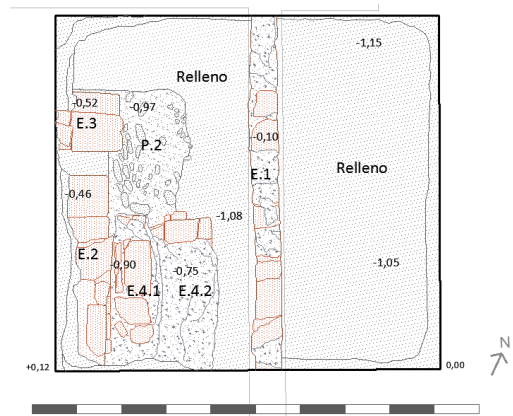 -1,15
Relleno
-0,52
-0,97
E.3
-0,10
P.2
Relleno
E.1
-0,46
-1,08
E.2
-0,90
-0,75
-1,05
E.4.1
E.4.2
N
+0,12
0,00